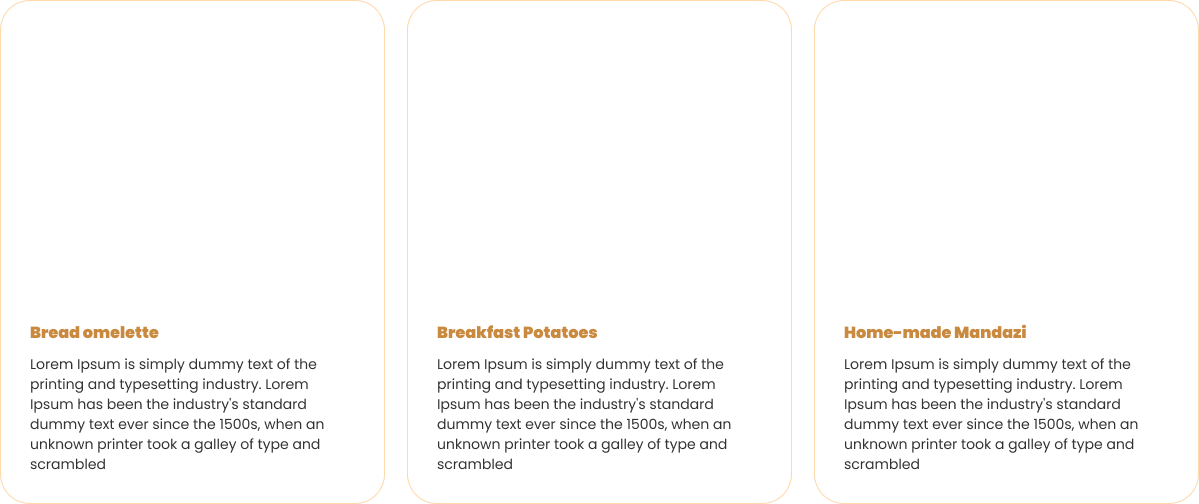 Bread omelette
Lorem Ipsum is simply dummy text of the
printing and typesetting industry. Lorem
Ipsum has been the industry's standard
dummy text ever since the 1500s, when an
unknown printer took a galley of type and
scrambled
Breakfast Potatoes
Lorem Ipsum is simply dummy text of the
printing and typesetting industry. Lorem
Ipsum has been the industry's standard
dummy text ever since the 1500s, when an
unknown printer took a galley of type and
scrambled
Home-made Mandazi
Lorem Ipsum is simply dummy text of the
printing and typesetting industry. Lorem
Ipsum has been the industry's standard
dummy text ever since the 1500s, when an
unknown printer took a galley of type and
scrambled